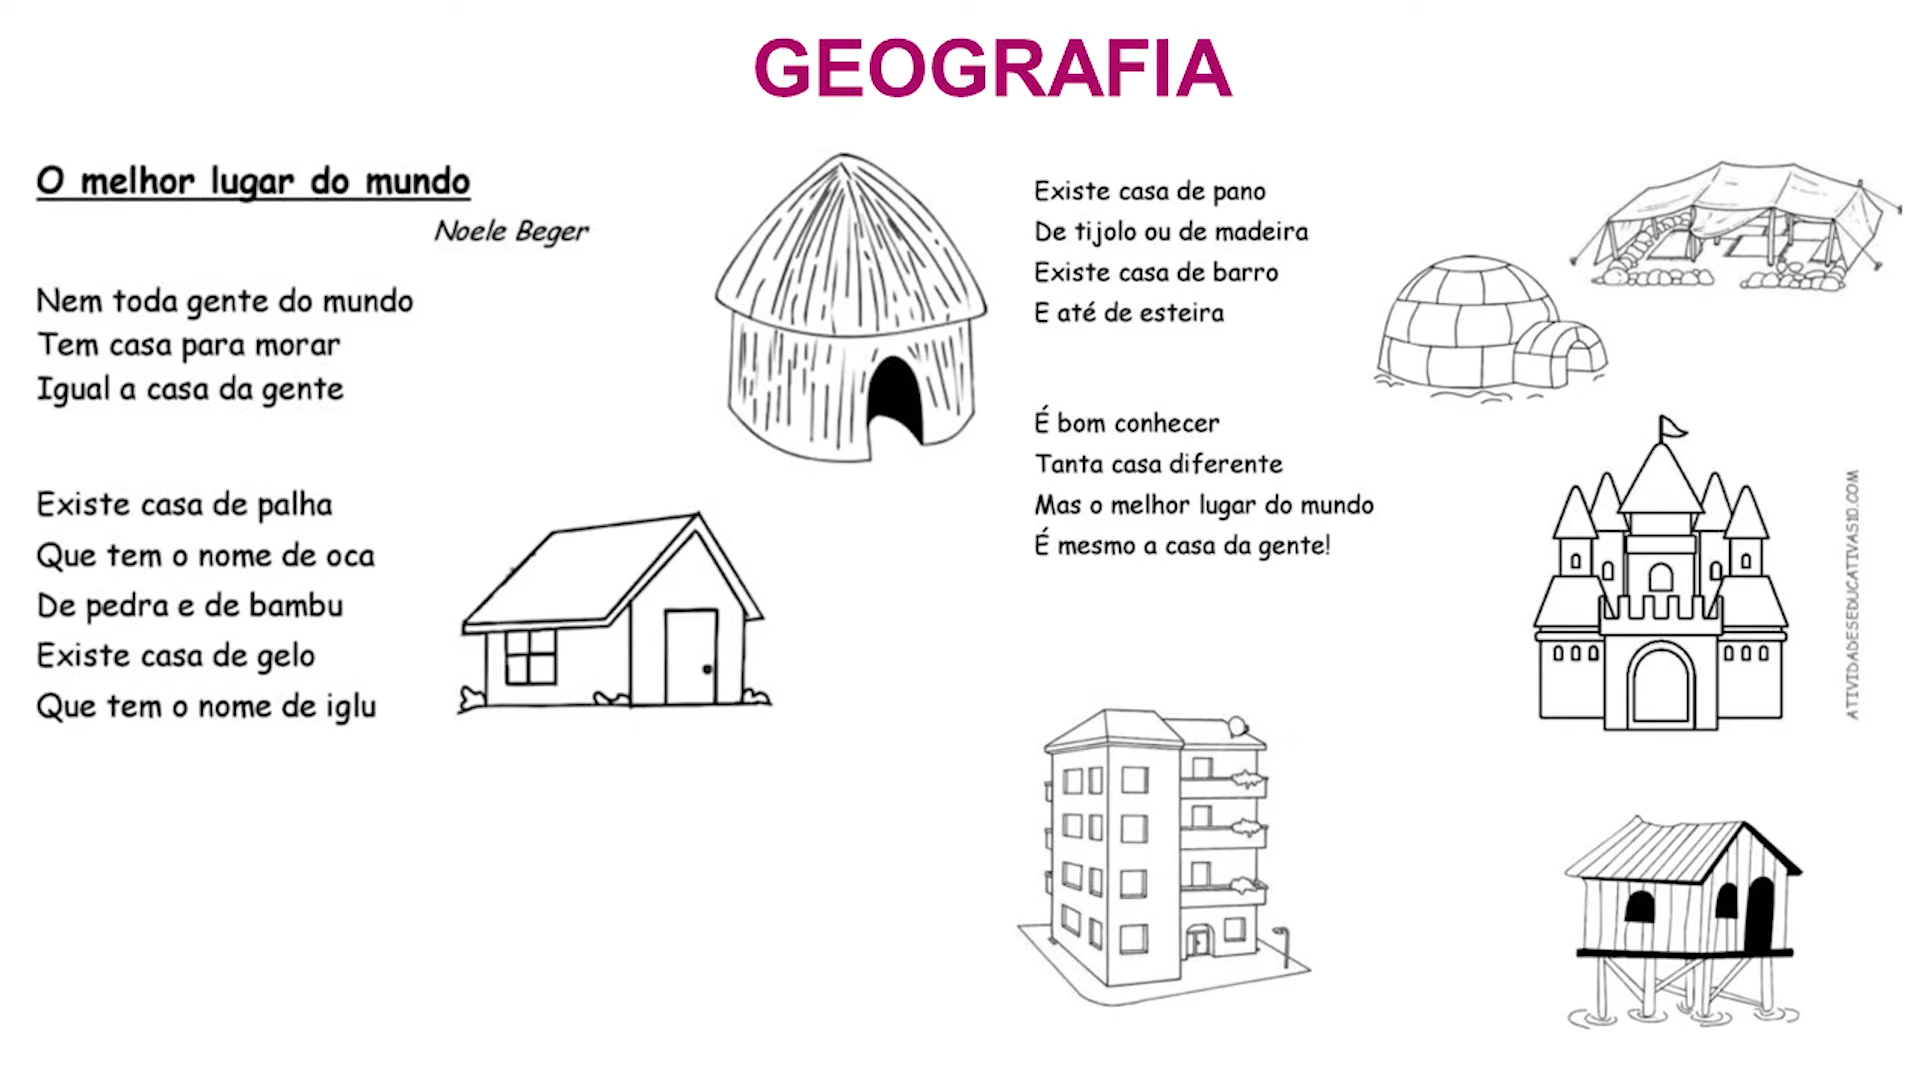 GEOGRAFIA
O melhor lugar do mundo
Noele Beger
Nem toda gente do mundo
Tem casa para morar
Igual a casa da gente
Existe casa de palha
Que tem o nome de oca
De pedra e de bambu
Existe casa de gelo
Que tem o nome de iglu
Existe casa de pano
De tijolo ou de madeira
Existe casa de barro
E até de esteira
É bom conhecer
Tanta casa diferente
Mas o melhor lugar do mundo
É mesmo a casa da gente!
ATIVIDADESEDUCATIVAS10.COM